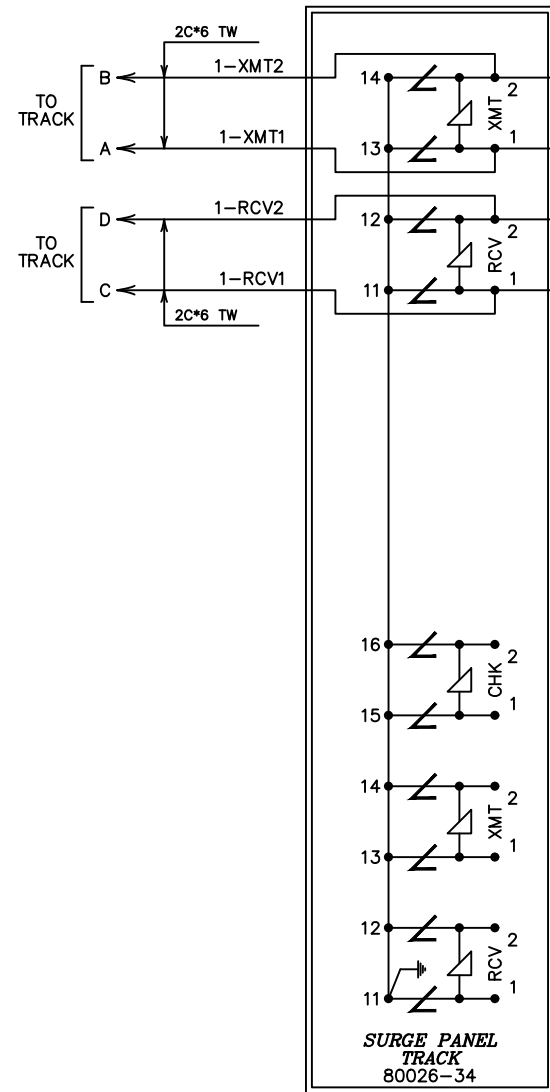 2C*6 TW
B 1-XMT2 14 2
TO
TRACK
XMT
A 1-XMT1 13 1
D 1-RCV2 12 2
TO
TRACK
RCV
C 1-RCV1 11 1
2C*6 TW
16 2
CHK
15 1
14 2
XMT
13 1
12 2
RCV
11 1
SURGE PANEL
TRACK
80026-34